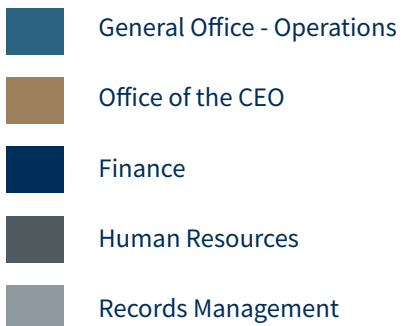 General Office - Operations
Office of the CEO
Finance
Human Resources
Records Management